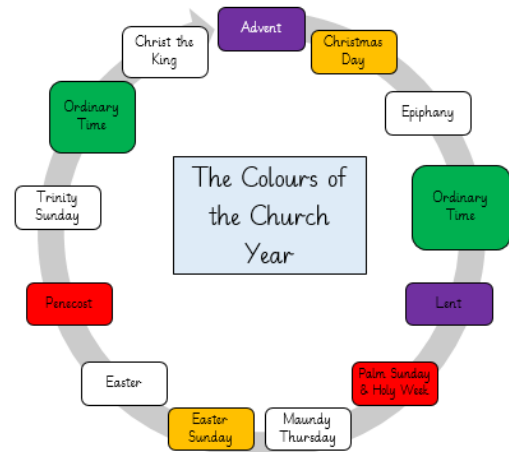 Advent
Christmas
Day
Epiphany
Ordinary
Time
Lent
Palm Sunday
& Holy Week
Maundy
Thursday
Easter
Sunday
Easter
Penecost
Trinity
Sunday
Ordinary
Time
Christ the
King
The Colours of
the Church
Year